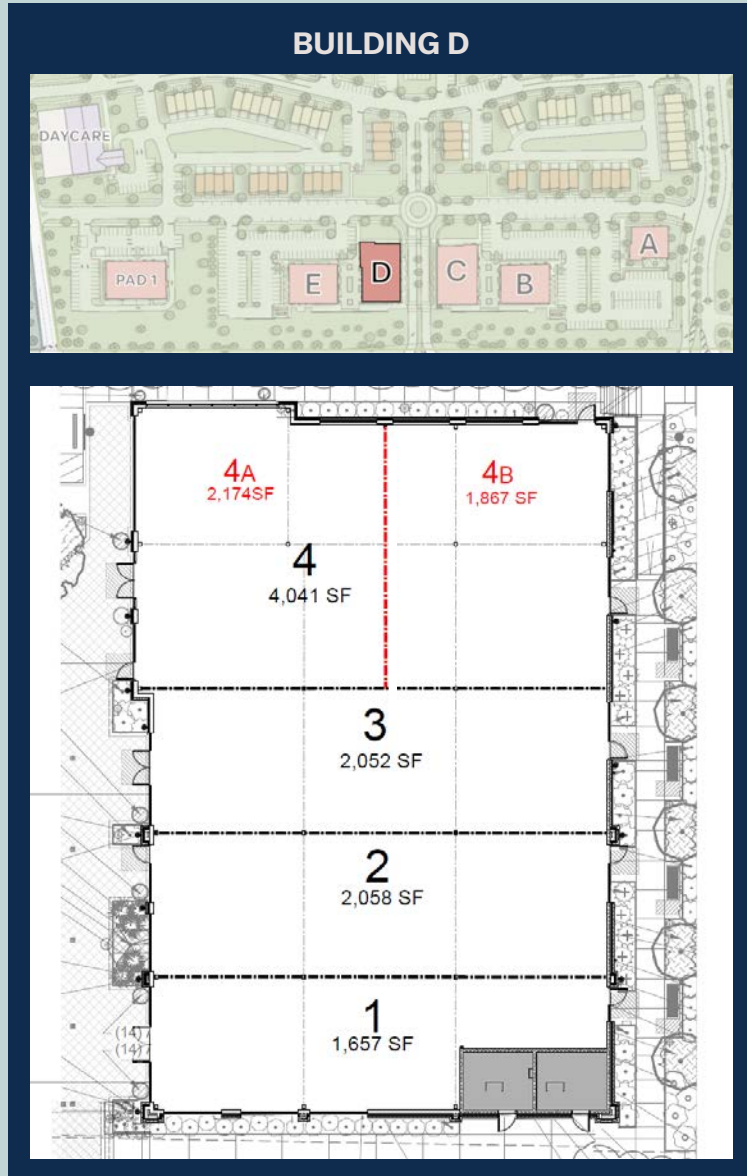 BUILDING D
DAYCARE
PAD 1
E
D
C
B
A
4A
2,174SF
4B
1,867 SF
4
4,041 SF
3
2,052 SF
2
2,058 SF
1
1,657 SF
(14)
(14)